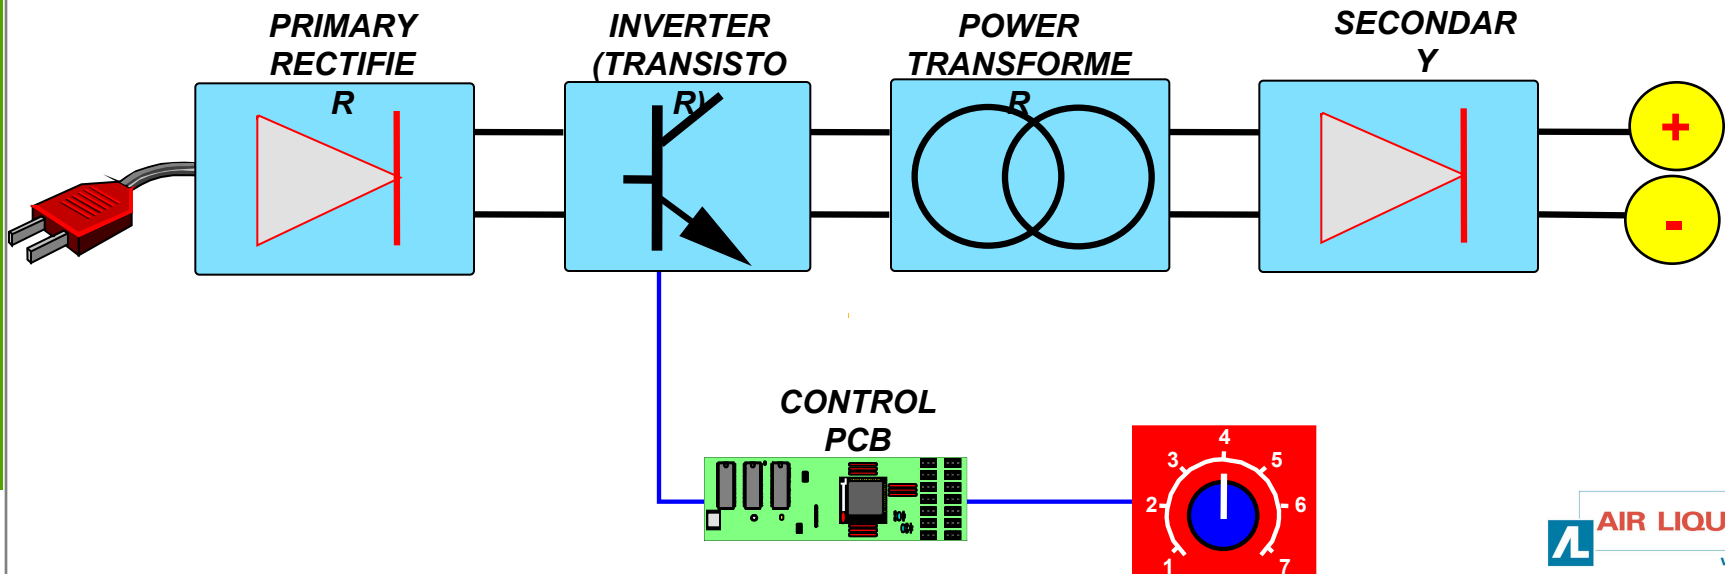 PRIMARY
RECTIFIE
R
INVERTER
(TRANSISTO
R)
POWER
TRANSFORME
R
SECONDAR
Y
+
-
CONTROL
PCB
1
2
3
4
5
6
7
AIR LIQU